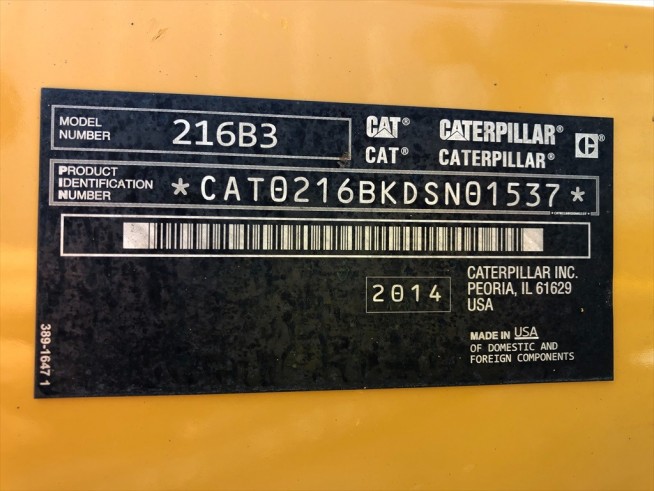 MODEL
NUMBER
216B3
CAT® CATERPILLAR® C®
CAT® CATERPILLAR®
PRODUCT
IDENTIFICATION
NUMBER
*CAT0216BKDSN01537*
2014
CATERPILLAR INC.
PEORIA, IL 61629
USA
MADE IN USA
OF DOMESTIC AND
FOREIGN COMPONENTS
389-1647 1